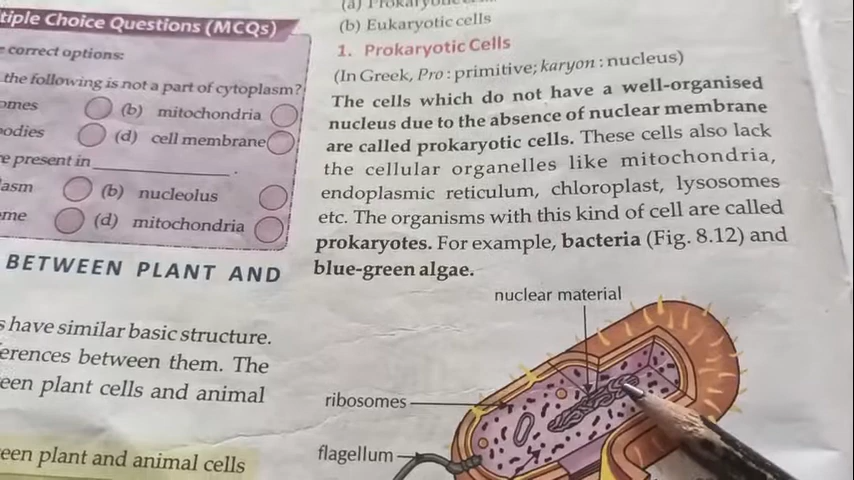 tiple Choice Questions (MCQs)
correct options:
the following is not a part of cytoplasm?
omes (b) mitochondria
odies (d) cell membrane
e present in
asm (b) nucleolus
me (d) mitochondria
BETWEEN PLANT AND
s have similar basic structure.
erences between them. The
een plant cells and animal
een plant and animal cells
(b) Eukaryotic cells
1. Prokaryotic Cells
(In Greek, Pro : primitive; karyon : nucleus)
The cells which do not have a well-organised
nucleus due to the absence of nuclear membrane
are called prokaryotic cells. These cells also lack
the cellular organelles like mitochondria,
endoplasmic reticulum, chloroplast, lysosomes
etc. The organisms with this kind of cell are called
prokaryotes. For example, bacteria (Fig. 8.12) and
blue-green algae.
nuclear material
ribosomes
flagellum